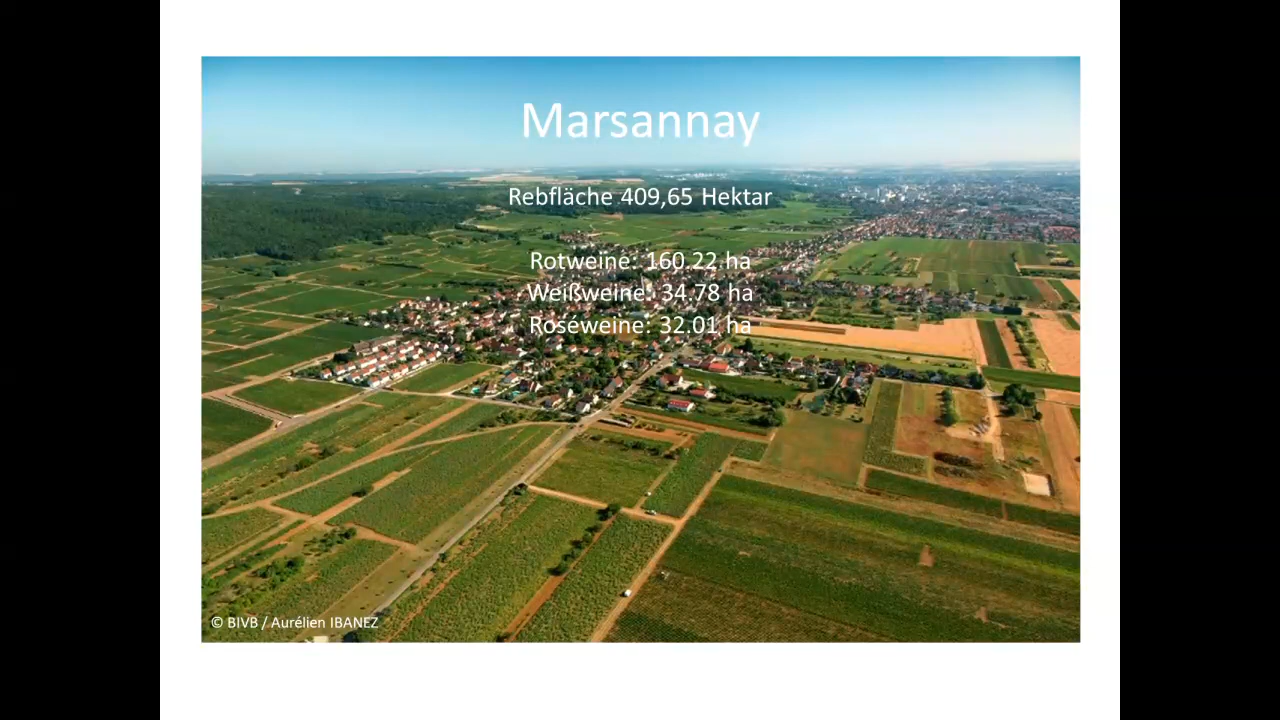 Marsannay
Rebfläche 409,65 Hektar
Rotweine: 160.22 ha
Weißweine: 34.78 ha
Roséweine: 32.01 ha
© BIVB / Aurélien IBANEZ